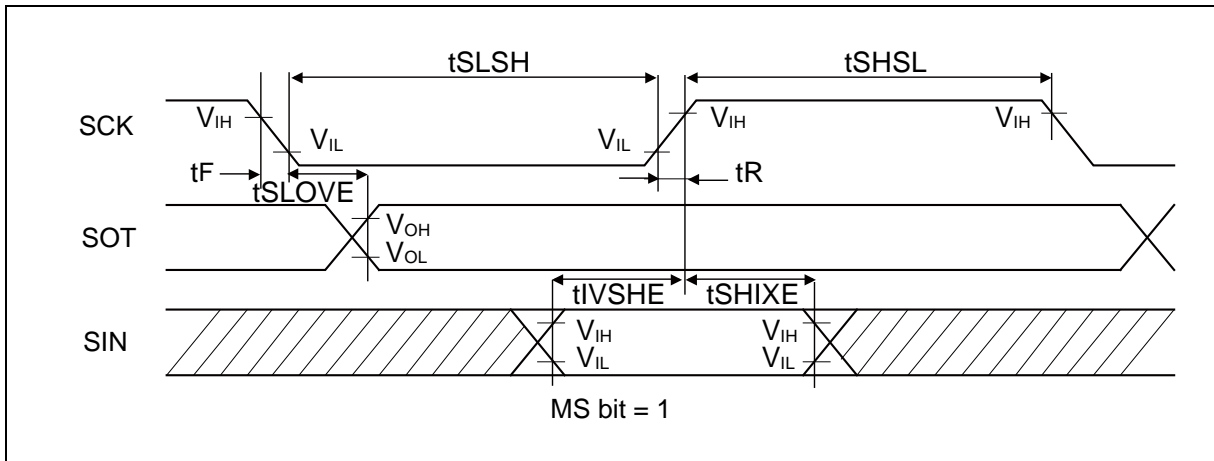 tSLSH
tSHSL
SCK
VIH
VIL
VIL
VIH
VIH
tF
tSLOVE
tR
SOT
VOH
VOL
tIVSHE
tSHIXE
SIN
VIH
VIL
VIH
VIL
MS bit = 1